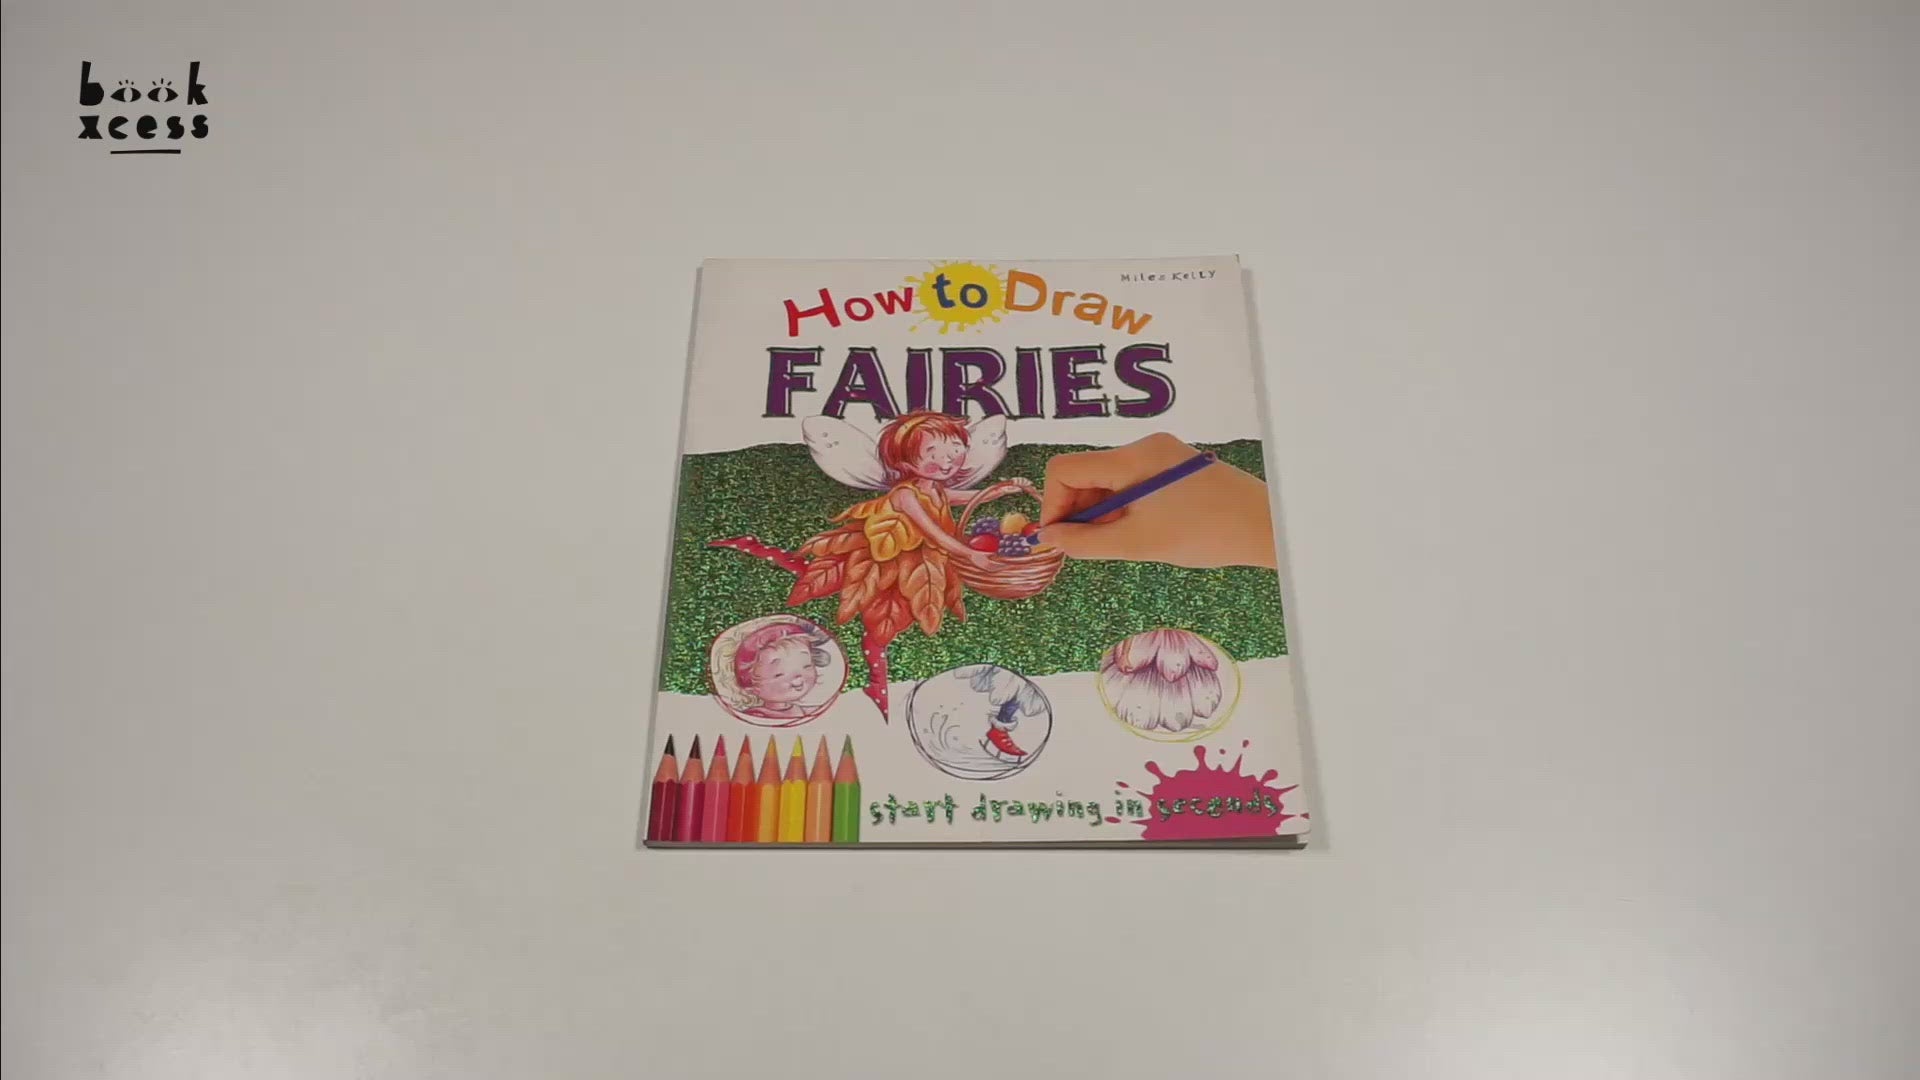 book
xcess
Miles Kelly
How to Draw
FAIRIES
start drawing in seconds